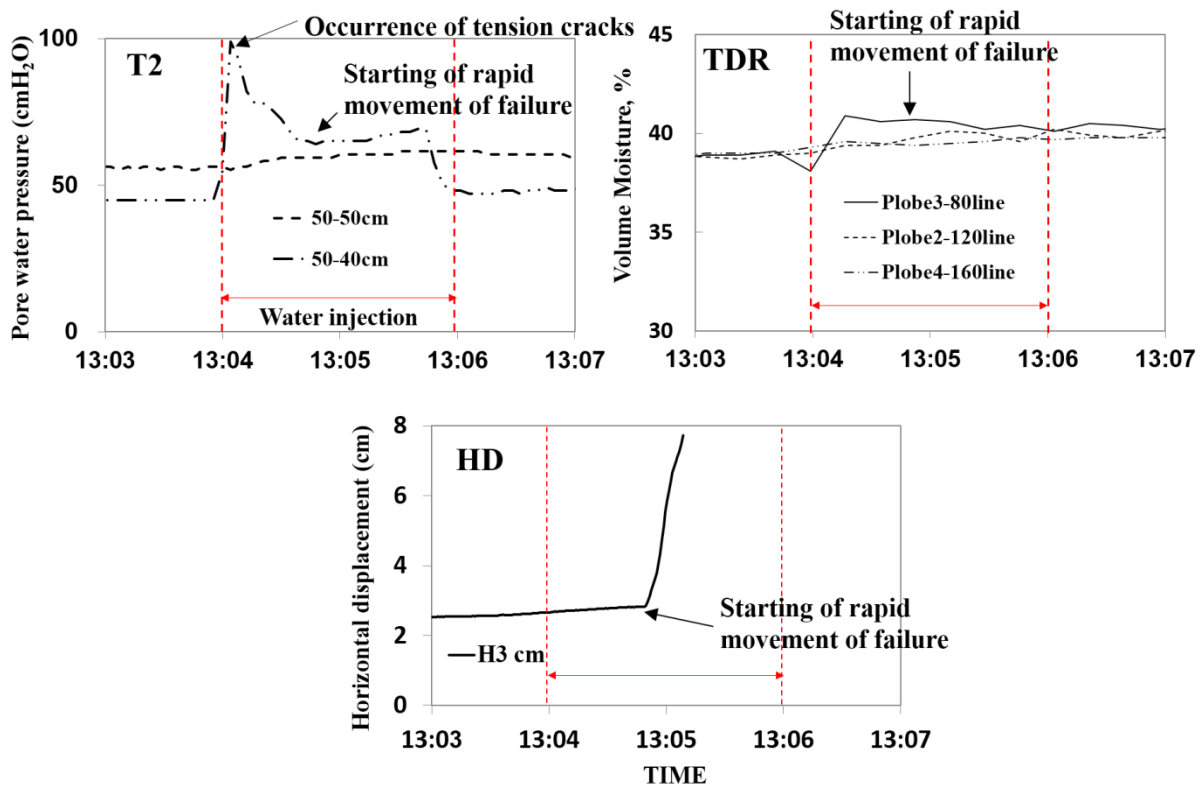 T2
Occurrence of tension cracks
Starting of rapid
movement of failure
Pore water pressure (cmH₂O)
100
50
0
50-50cm
50-40cm
Water injection
13:03 13:04 13:05 13:06 13:07
TDR
Starting of rapid
movement of failure
Volume Moisture, %
45
40
35
30
Plobe3-80line
Plobe2-120line
Plobe4-160line
13:03 13:04 13:05 13:06 13:07
HD
Horizontal displacement (cm)
8
6
4
2
0
Starting of rapid
movement of failure
H3 cm
13:03 13:04 13:05 13:06 13:07
TIME